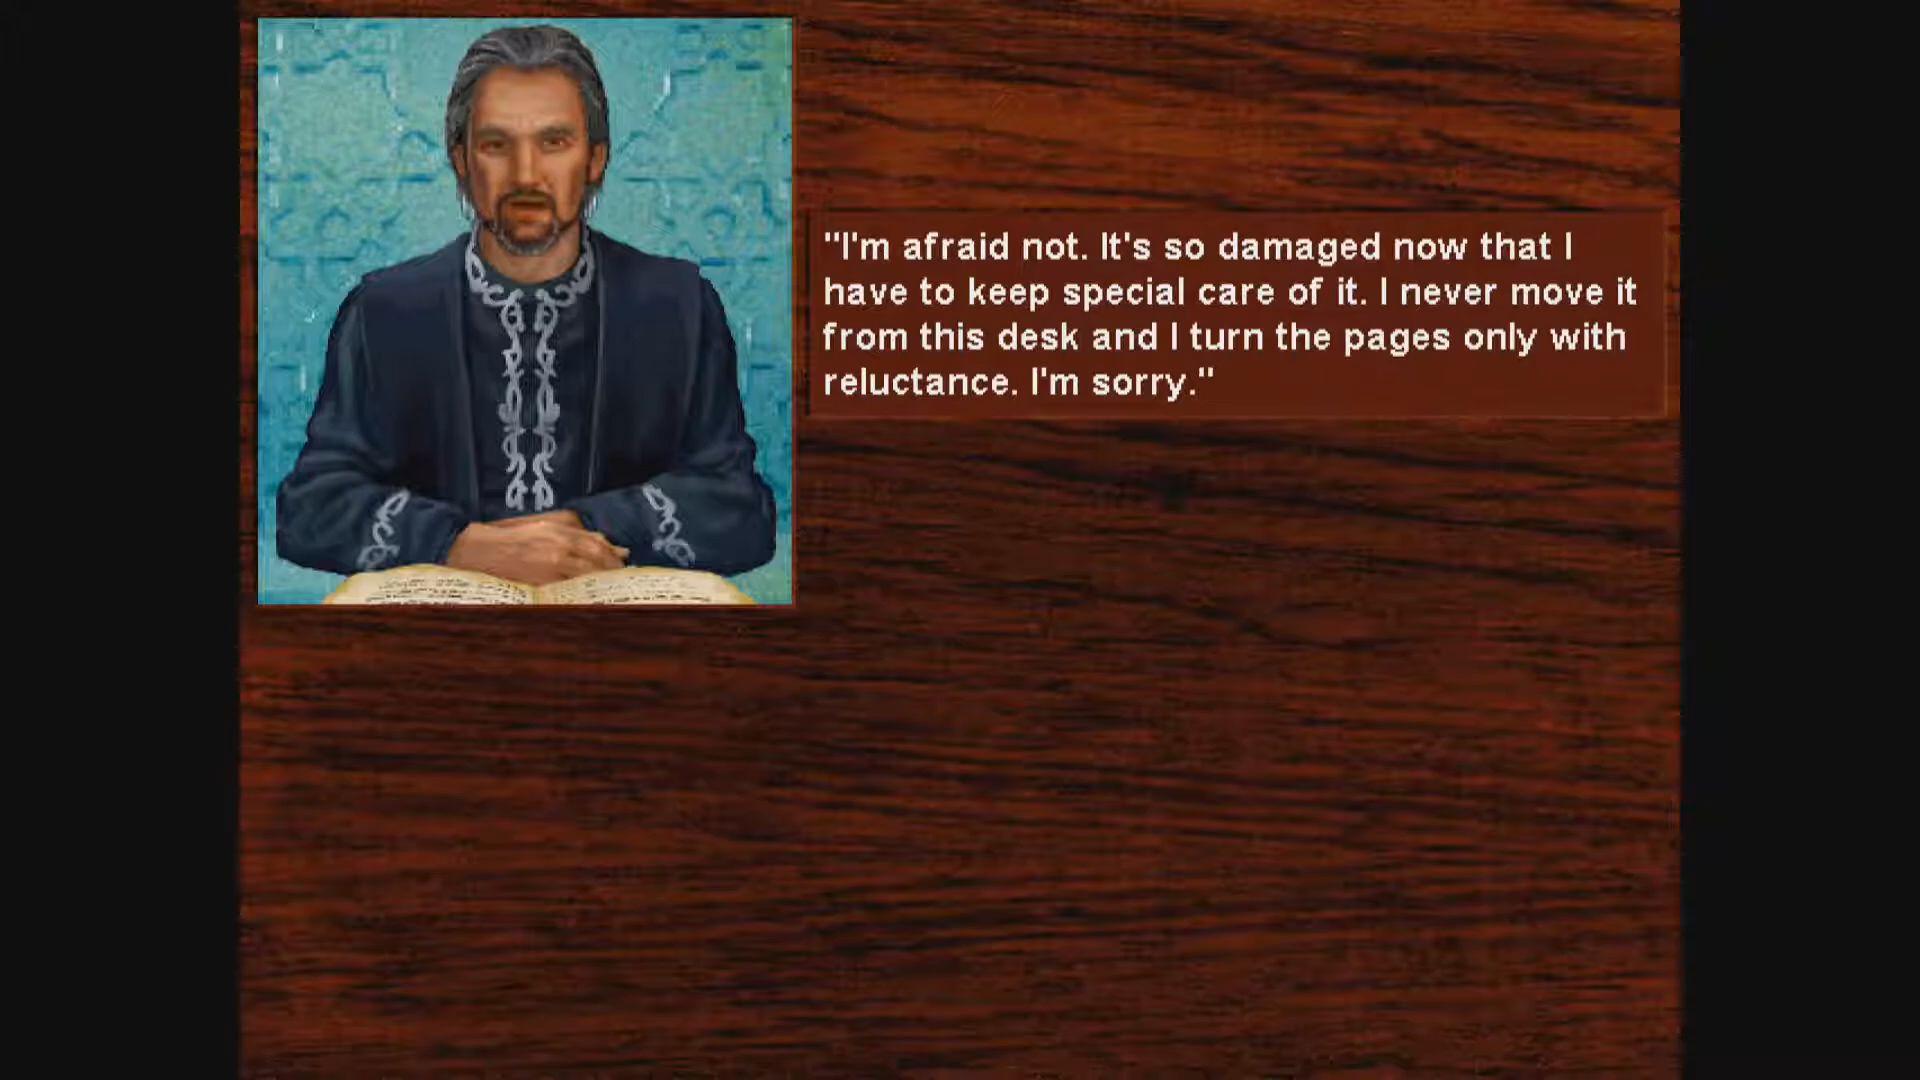 "I'm afraid not. It's so damaged now that I
have to keep special care of it. I never move it
from this desk and I turn the pages only with
reluctance. I'm sorry."